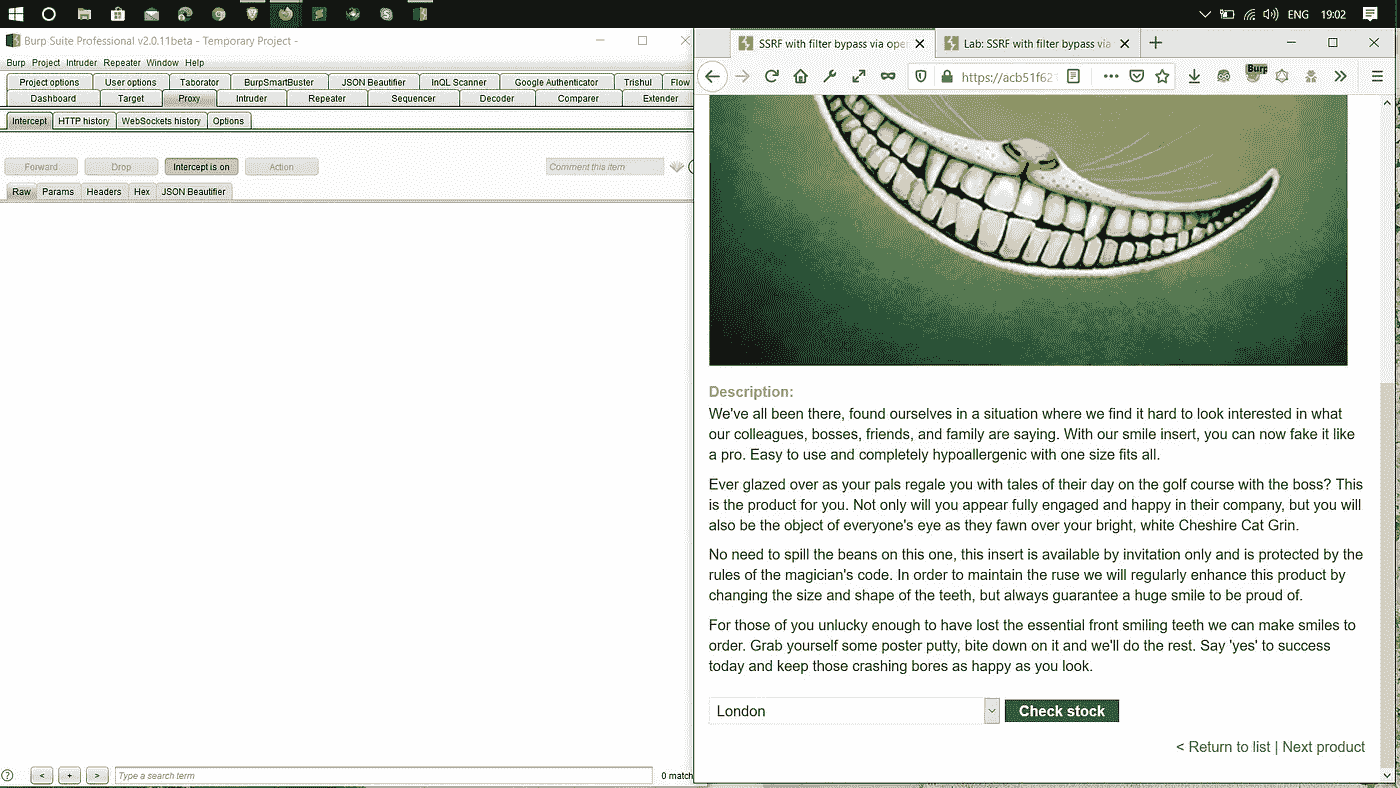 ENG 19:02
Burp Suite Professional v2.0.11beta - Temporary Project -
Burp Project Intruder Repeater Window Help
Project options User options Taborator BurpSmartBuster JSON Beautifier InQL Scanner Google Authenticator Trishul Flow
Dashboard Target Proxy Intruder Repeater Sequencer Decoder Comparer Extender
Intercept HTTP history WebSockets history Options
Forward Drop Intercept is on Action Comment this item
Raw Params Headers Hex JSON Beautifier
? < + > Type a search term 0 match
SSRF with filter bypass via ope Lab: SSRF with filter bypass via
https://acb51f621
Burp
Description:
We've all been there, found ourselves in a situation where we find it hard to look interested in what
our colleagues, bosses, friends, and family are saying. With our smile insert, you can now fake it like
a pro. Easy to use and completely hypoallergenic with one size fits all.
Ever glazed over as your pals regale you with tales of their day on the golf course with the boss? This
is the product for you. Not only will you appear fully engaged and happy in their company, but you will
also be the object of everyone's eye as they fawn over your bright, white Cheshire Cat Grin.
No need to spill the beans on this one, this insert is available by invitation only and is protected by the
rules of the magician's code. In order to maintain the ruse we will regularly enhance this product by
changing the size and shape of the teeth, but always guarantee a huge smile to be proud of.
For those of you unlucky enough to have lost the essential front smiling teeth we can make smiles to
order. Grab yourself some poster putty, bite down on it and we'll do the rest. Say 'yes' to success
today and keep those crashing bores as happy as you look.
London Check stock
< Return to list | Next product